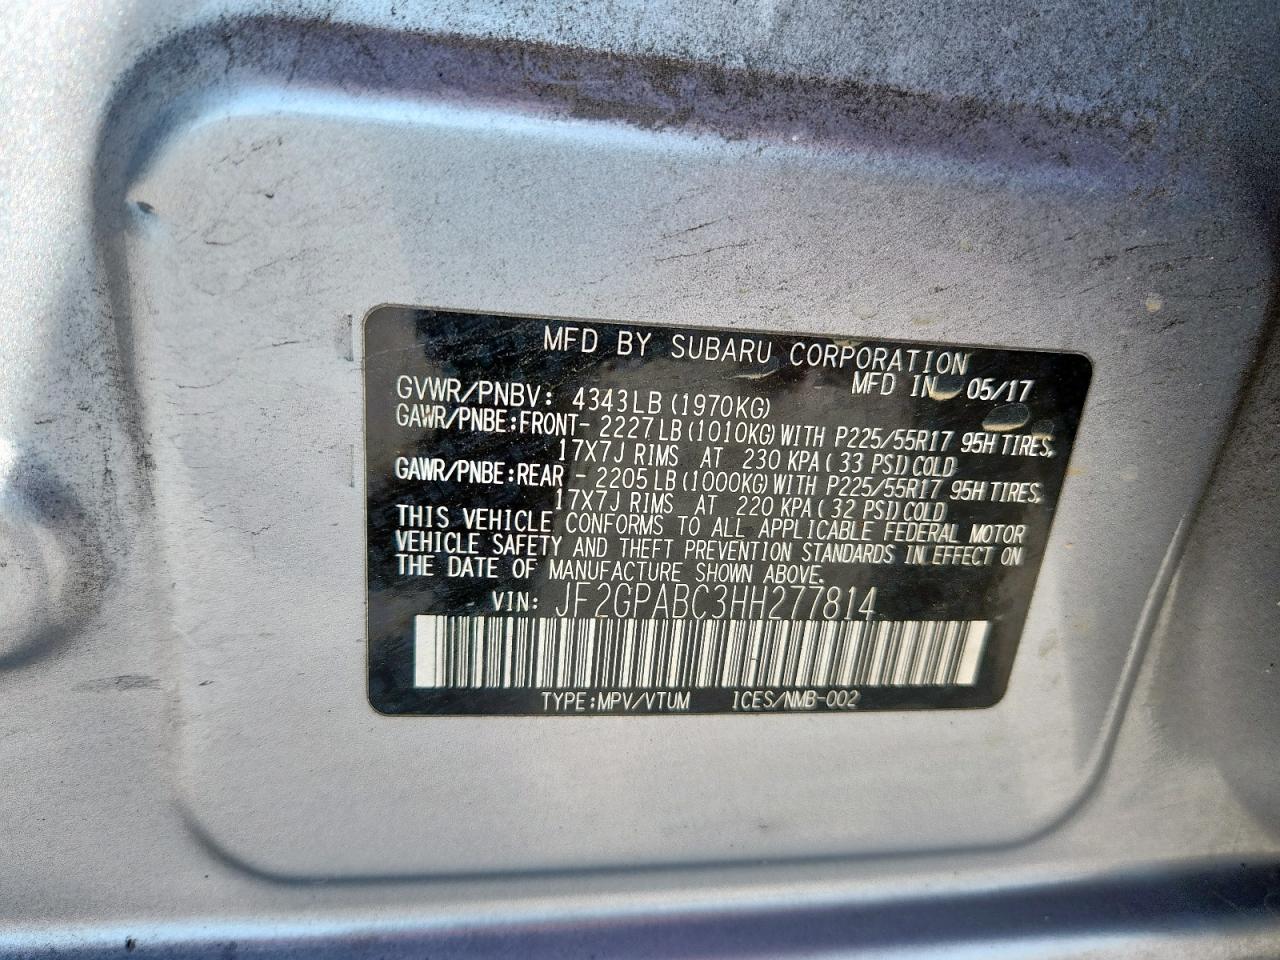 MFD BY SUBARU CORPORATION
MFD IN 05/17
GVWR/PNBV: 4343LB (1970KG)
GAWR/PNBE:FRONT- 2227LB (1010KG) WITH P225/55R17 95H TIRES,
17X7J RIMS AT 230 KPA ( 33 PSI) COLD
GAWR/PNBE:REAR - 2205LB (1000KG) WITH P225/55R17 95H TIRES,
17X7J RIMS AT 220 KPA ( 32 PSI) COLD
THIS VEHICLE CONFORMS TO ALL APPLICABLE FEDERAL MOTOR
VEHICLE SAFETY AND THEFT PREVENTION STANDARDS IN EFFECT ON
THE DATE OF MANUFACTURE SHOWN ABOVE.
VIN: JF2GPABC3HH277814
TYPE:MPV/VTUM ICES/NMB-002